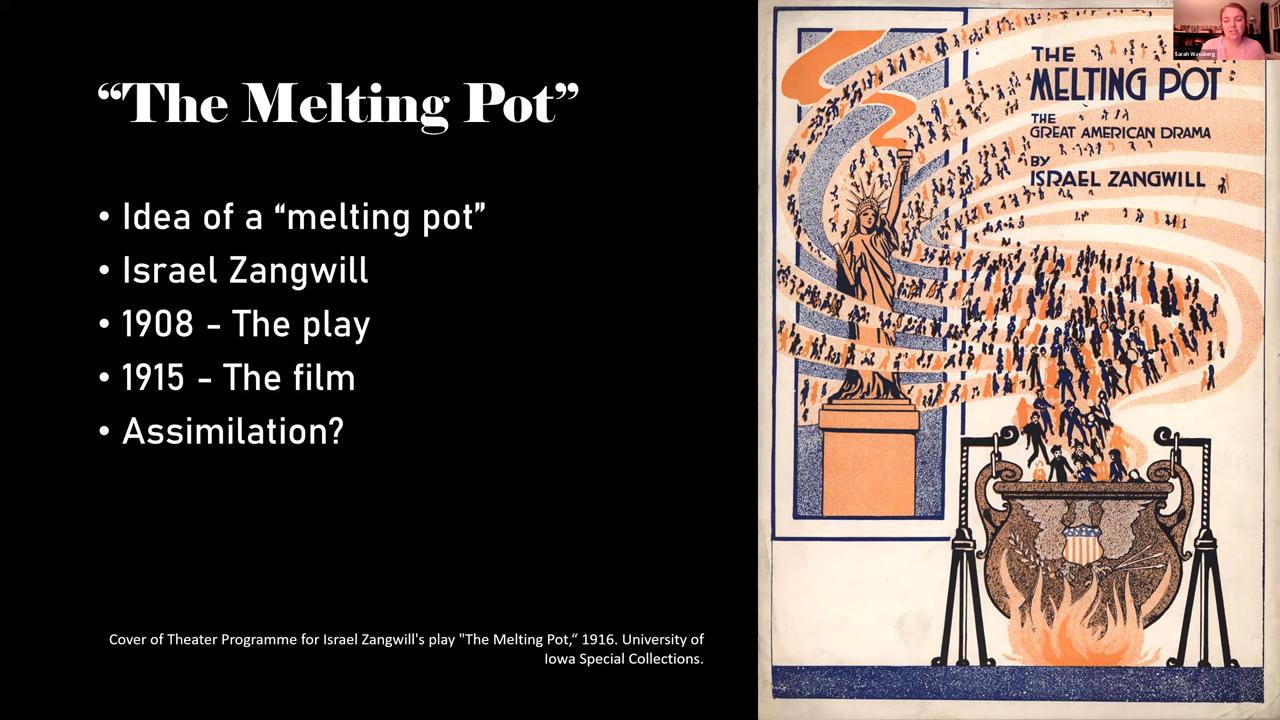 “The Melting Pot”
• Idea of a “melting pot”
• Israel Zangwill
• 1908 - The play
• 1915 - The film
• Assimilation?
Cover of Theater Programme for Israel Zangwill's play "The Melting Pot,“ 1916. University of
Iowa Special Collections.
THE
MELTING POT
THE
GREAT AMERICAN DRAMA
BY
ISRAEL ZANGWILL